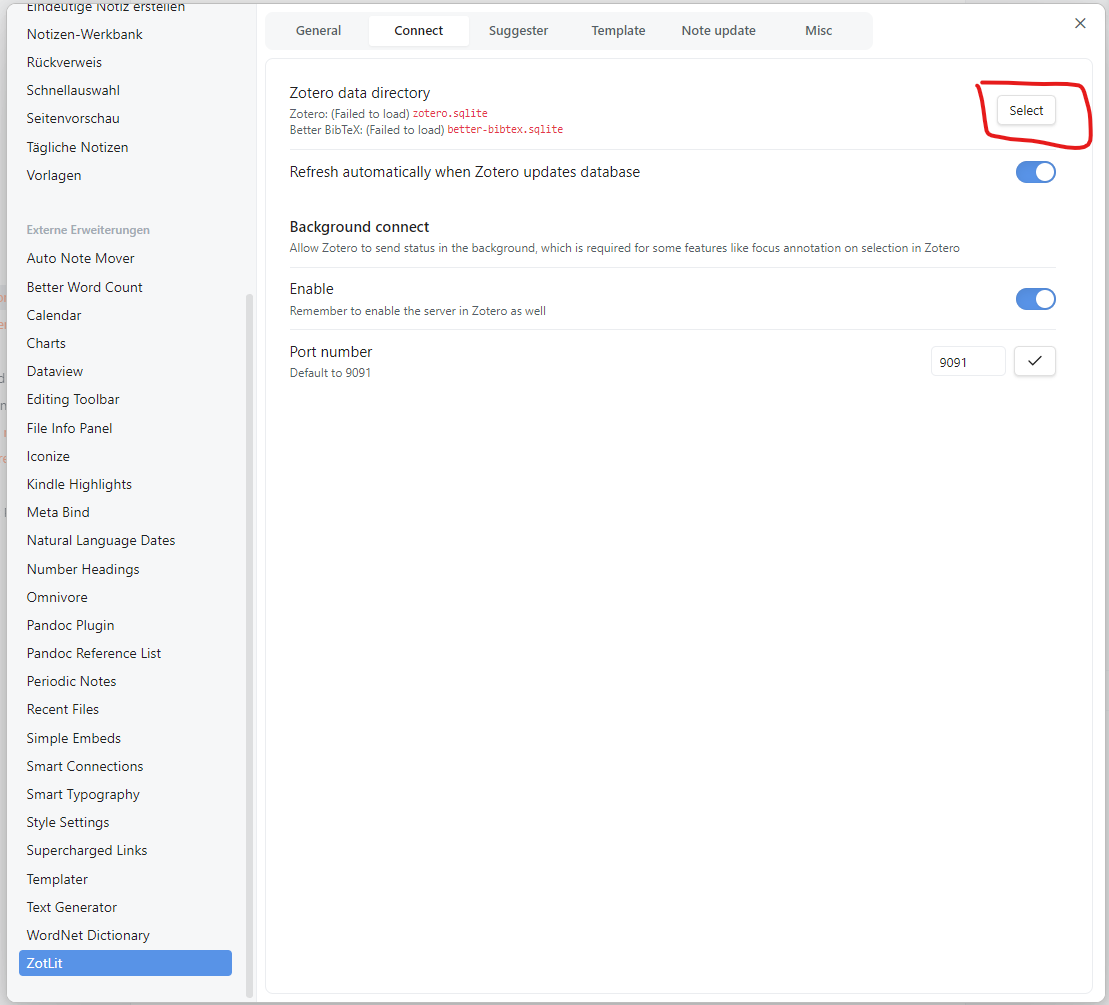 Eindeutige Notiz erstellen
Notizen-Werkbank
Rückverweis
Schnellauswahl
Seitenvorschau
Tägliche Notizen
Vorlagen
Externe Erweiterungen
Auto Note Mover
Better Word Count
Calendar
Charts
Dataview
Editing Toolbar
File Info Panel
Iconize
Kindle Highlights
Meta Bind
Natural Language Dates
Number Headings
Omnivore
Pandoc Plugin
Pandoc Reference List
Periodic Notes
Recent Files
Simple Embeds
Smart Connections
Smart Typography
Style Settings
Supercharged Links
Templater
Text Generator
WordNet Dictionary
ZotLit
General Connect Suggester Template Note update Misc
Zotero data directory
Zotero: (Failed to load) zotero.sqlite
Better BibTeX: (Failed to load) better-bibtex.sqlite
Select
Refresh automatically when Zotero updates database
Background connect
Allow Zotero to send status in the background, which is required for some features like focus annotation on selection in Zotero
Enable
Remember to enable the server in Zotero as well
Port number
Default to 9091
9091